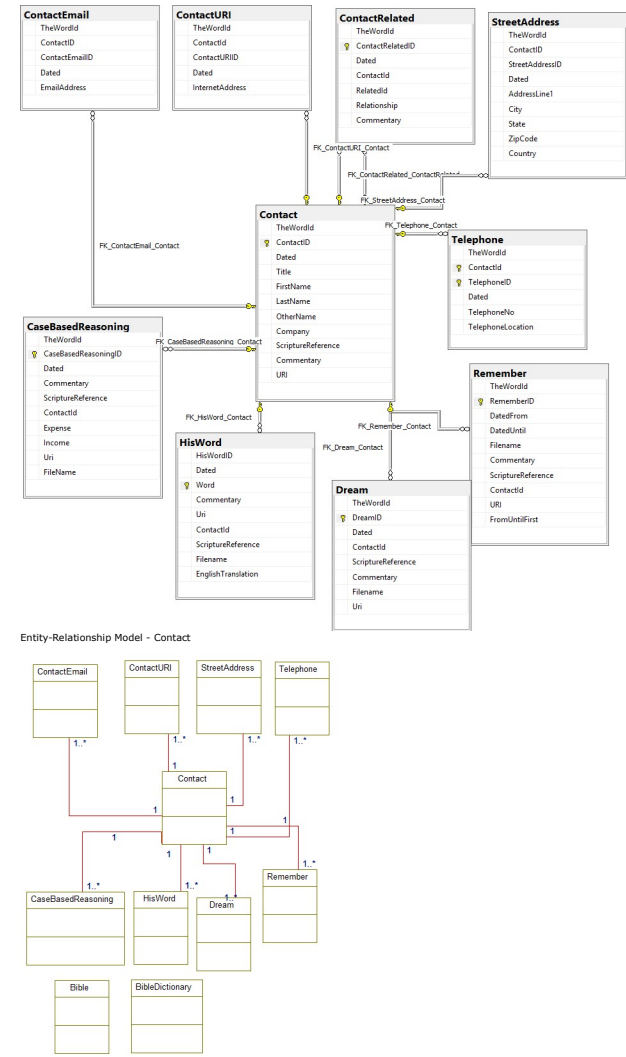 ContactEmail
TheWordId
ContactID
ContactEmailID
Dated
EmailAddress
ContactURI
TheWordId
ContactId
ContactURIID
Dated
InternetAddress
ContactRelated
TheWordId
ContactRelatedID
Dated
ContactId
RelatedId
Relationship
Commentary
StreetAddress
TheWordId
ContactID
StreetAddressID
Dated
AddressLine1
City
State
ZipCode
Country
FK_ContactURI_Contact
FK_ContactRelated_ContactRelated
FK_StreetAddress_Contact
FK_Telephone_Contact
FK_ContactEmail_Contact
Contact
TheWordId
ContactID
Dated
Title
FirstName
LastName
OtherName
Company
ScriptureReference
Commentary
URI
Telephone
TheWordId
ContactId
TelephoneID
Dated
TelephoneNo
TelephoneLocation
CaseBasedReasoning
TheWordId
CaseBasedReasoningID
Dated
Commentary
ScriptureReference
ContactId
Expense
Income
Uri
FileName
FK_CaseBasedReasoning_Contact
FK_HisWord_Contact
FK_Remember_Contact
FK_Dream_Contact
Remember
TheWordId
RememberID
DatedFrom
DatedUntil
Filename
Commentary
ScriptureReference
ContactId
URI
FromUntilFirst
HisWord
HisWordID
Dated
Word
Commentary
Uri
ContactId
ScriptureReference
Filename
EnglishTranslation
Dream
TheWordId
DreamID
Dated
ContactId
ScriptureReference
Commentary
Filename
Uri
Entity-Relationship Model - Contact
ContactEmail
ContactURI
StreetAddress
Telephone
1..*
1..*
1..*
1..*
1
Contact
1
1
1
1
1
1
1
1..*
1..*
1..*
1..*
CaseBasedReasoning
HisWord
Dream
Remember
Bible
BibleDictionary